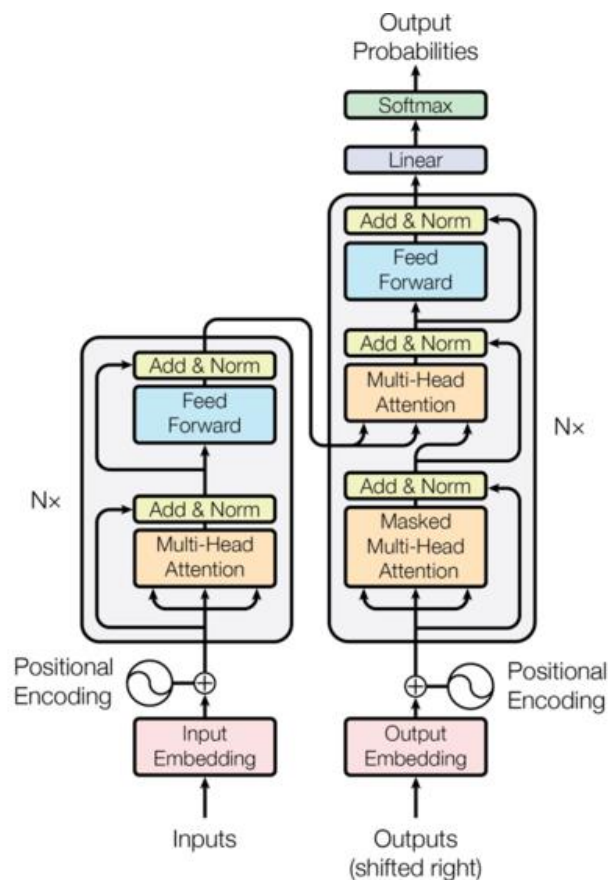 Output
Probabilities
Softmax
Linear
Add & Norm
Feed
Forward
Add & Norm
Multi-Head
Attention
Add & Norm
Masked
Multi-Head
Attention
N×
Add & Norm
Feed
Forward
Add & Norm
Multi-Head
Attention
N×
Positional
Encoding
Positional
Encoding
Input
Embedding
Output
Embedding
Inputs
Outputs
(shifted right)